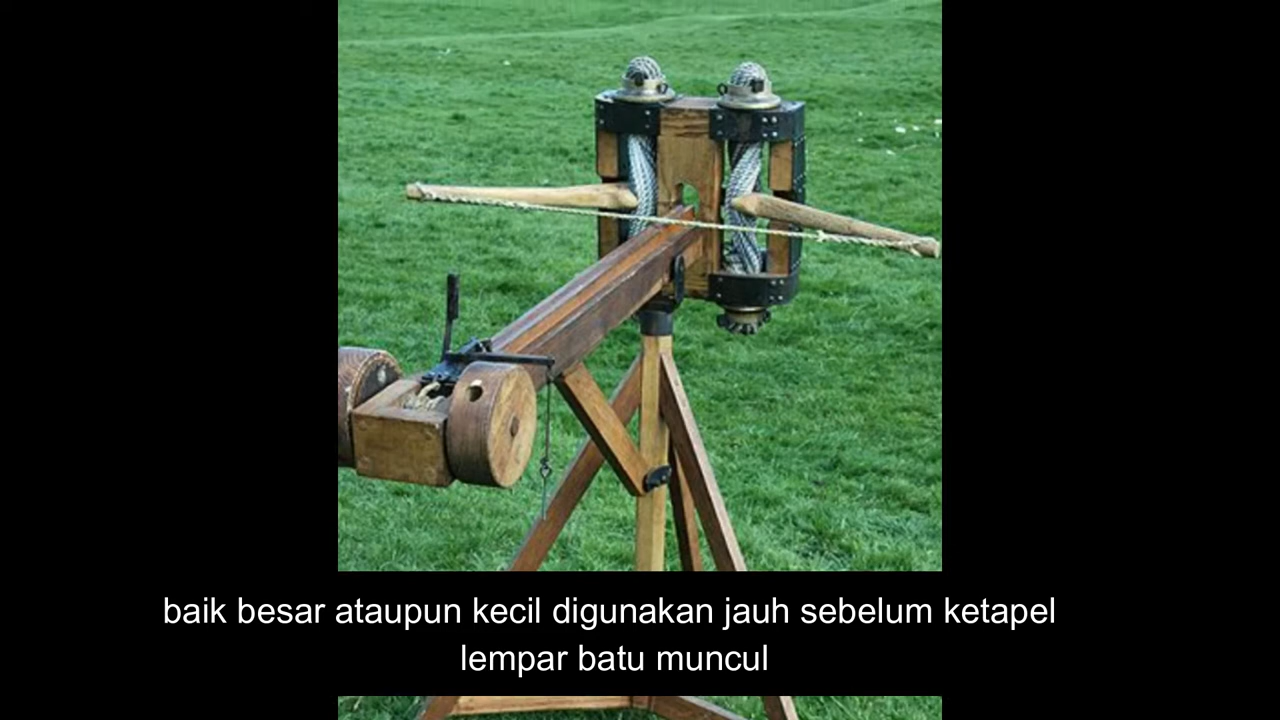 baik besar ataupun kecil digunakan jauh sebelum ketapel
lempar batu muncul